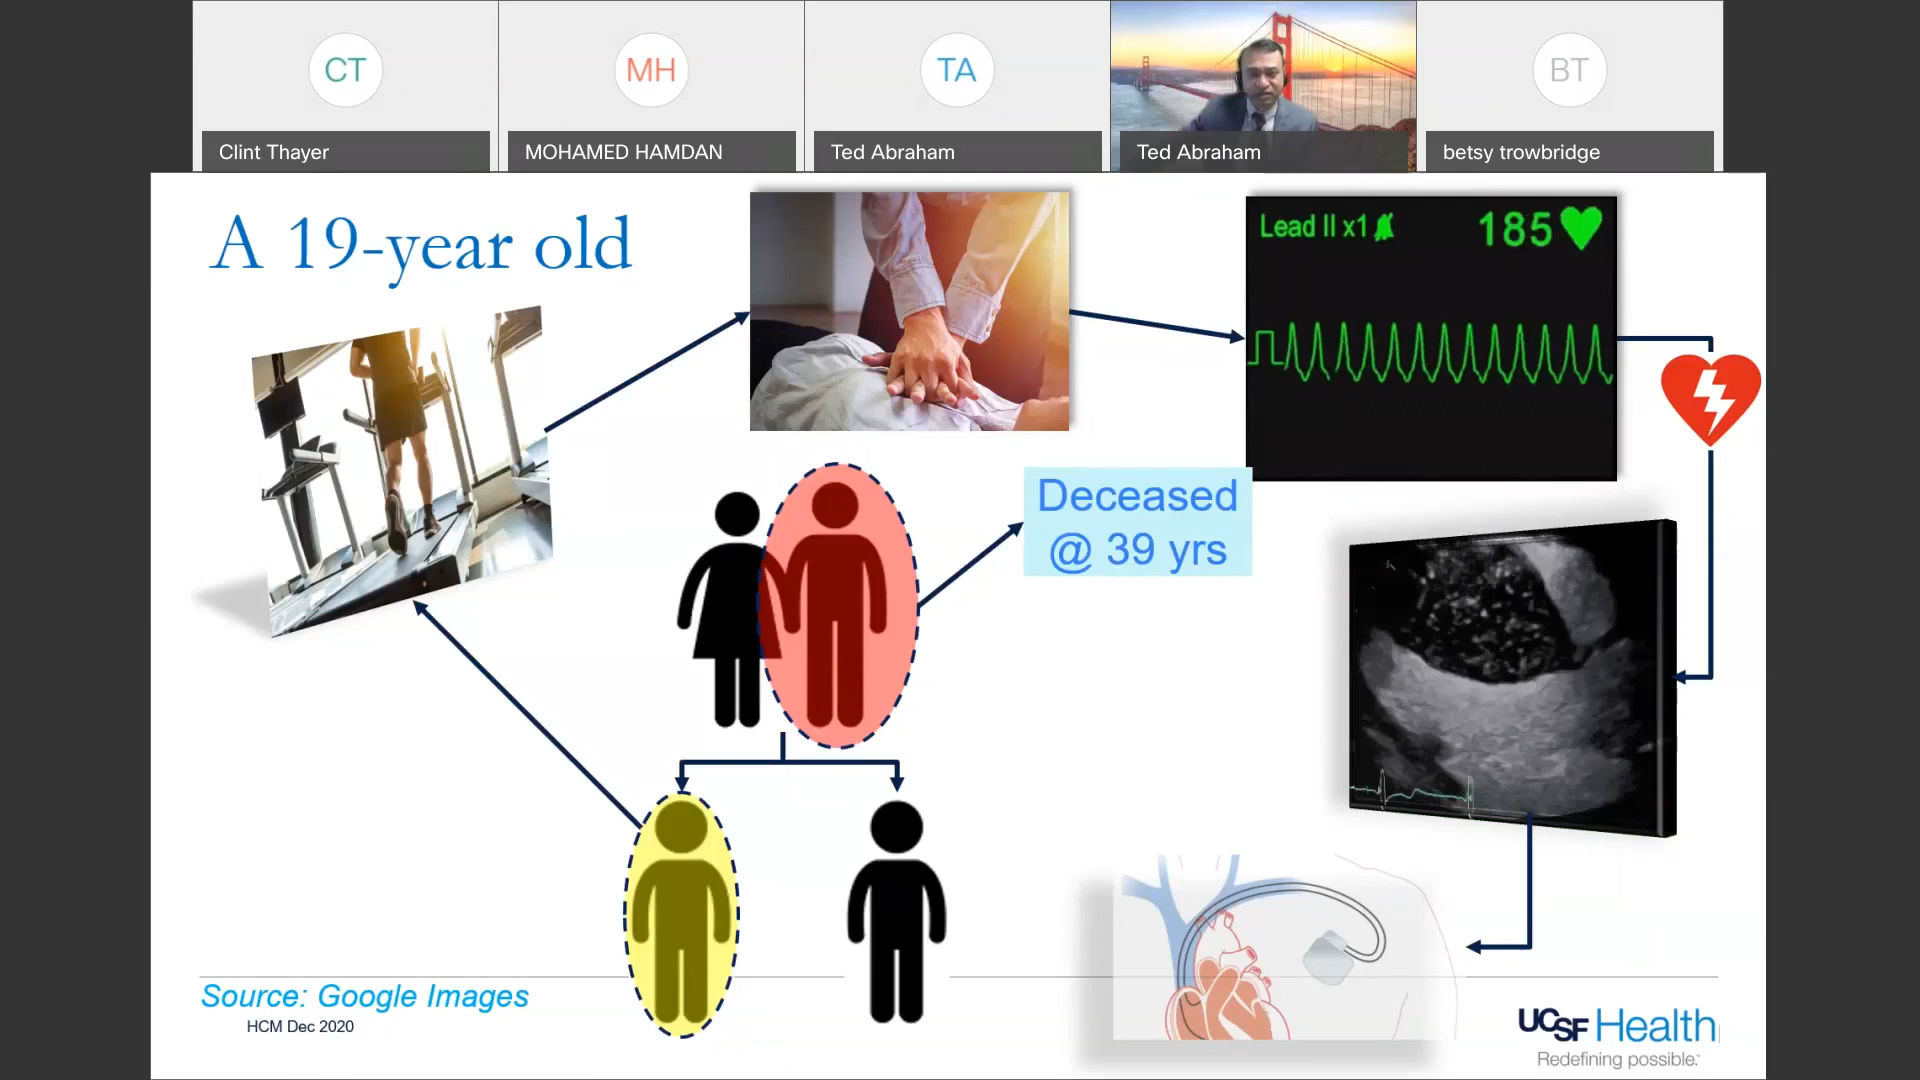 CT
MH
TA
BT
Clint Thayer
MOHAMED HAMDAN
Ted Abraham
Ted Abraham
betsy trowbridge
A 19-year old
Lead II x1
185
Deceased
@ 39 yrs
Source: Google Images
HCM Dec 2020
UCSF Health
Redefining possible.